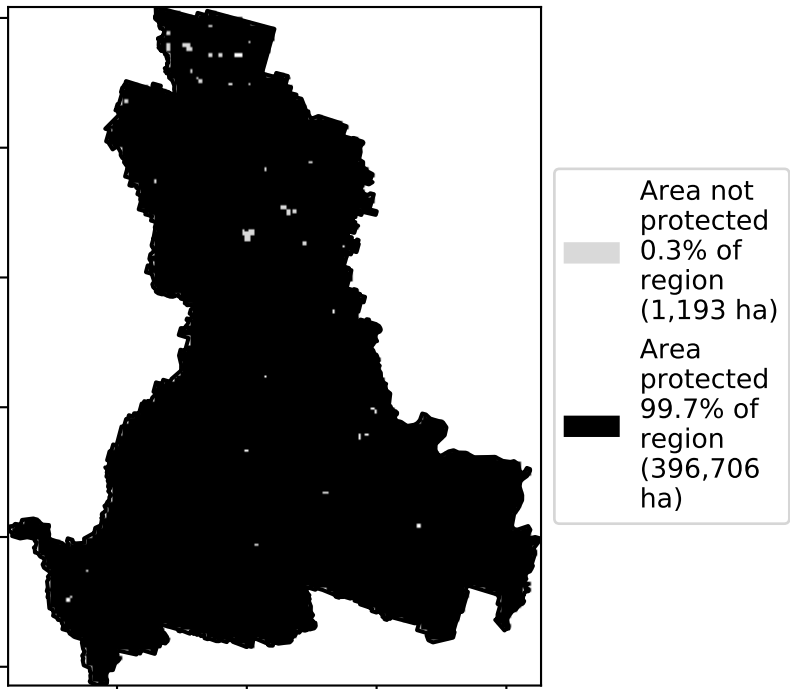 Area not
protected
0.3% of
region
(1,193 ha)
Area
protected
99.7% of
region
(396,706
ha)